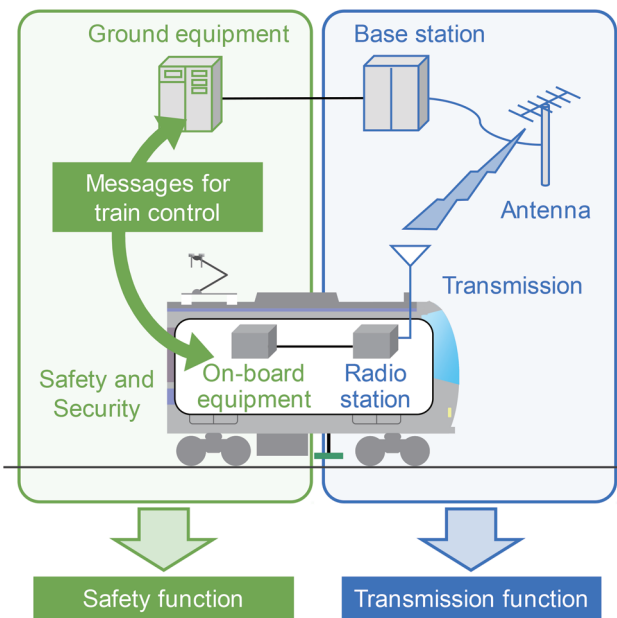 Ground equipment
Base station
Messages for
train control
Antenna
Transmission
Safety and
Security
On-board
equipment
Radio
station
Safety function
Transmission function